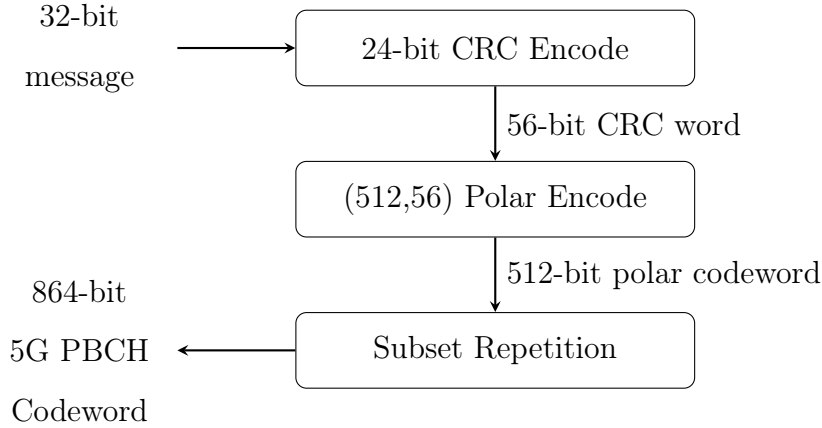 32-bit
message
24-bit CRC Encode
56-bit CRC word
(512,56) Polar Encode
512-bit polar codeword
864-bit
5G PBCH
Codeword
Subset Repetition